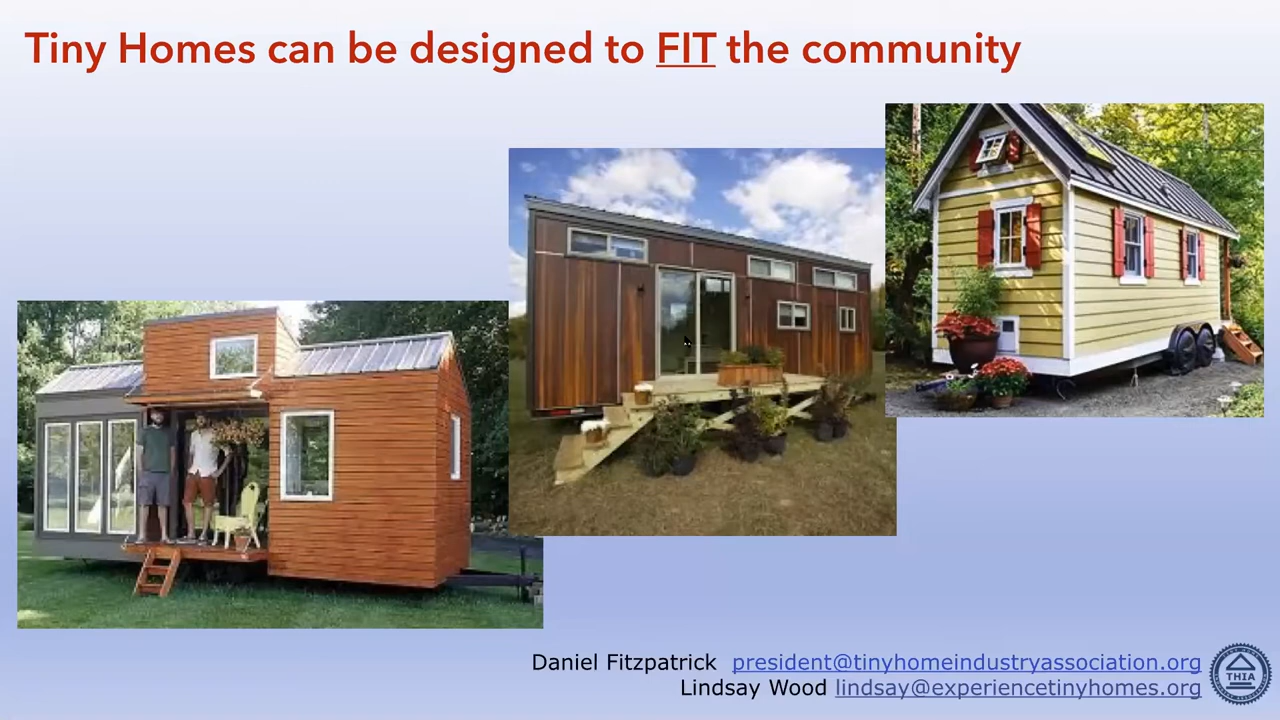 Tiny Homes can be designed to FIT the community
Daniel Fitzpatrick president@tinyhomeindustryassociation.org
Lindsay Wood lindsay@experiencetinyhomes.org
THIA